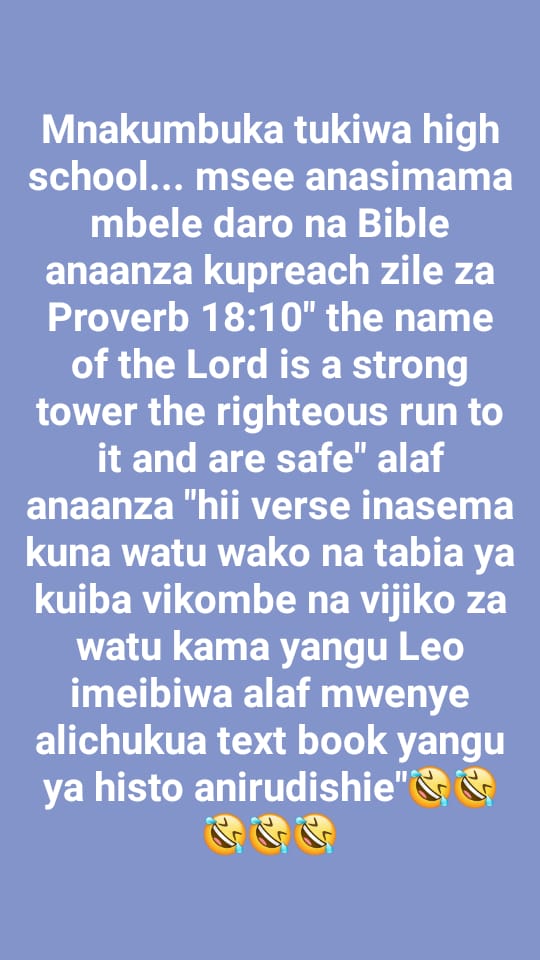 Mnakumbuka tukiwa high
school... msee anasimama
mbele daro na Bible
anaanza kupreach zile za
Proverb 18:10" the name
of the Lord is a strong
tower the righteous run to
it and are safe" alaf
anaanza "hii verse inasema
kuna watu wako na tabia ya
kuiba vikombe na vijiko za
watu kama yangu Leo
imeibiwa alaf mwenye
alichukua text book yangu
ya histo anirudishie"🤣🤣
🤣🤣🤣